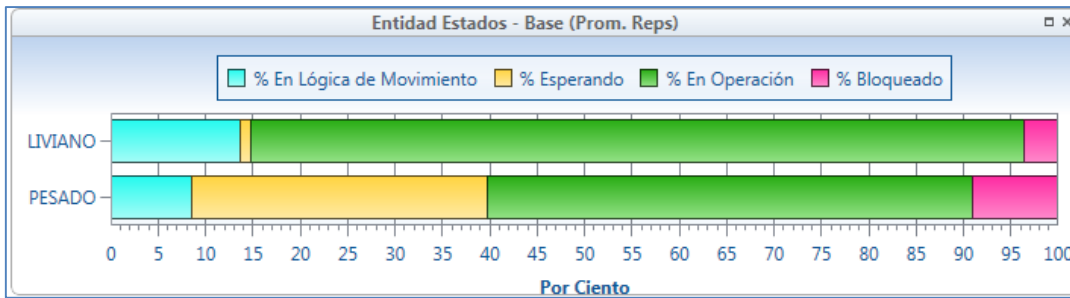 Entidad Estados - Base (Prom. Reps)
% En Lógica de Movimiento % Esperando % En Operación % Bloqueado
LIVIANO
PESADO
0 5 10 15 20 25 30 35 40 45 50 55 60 65 70 75 80 85 90 95 100
Por Ciento